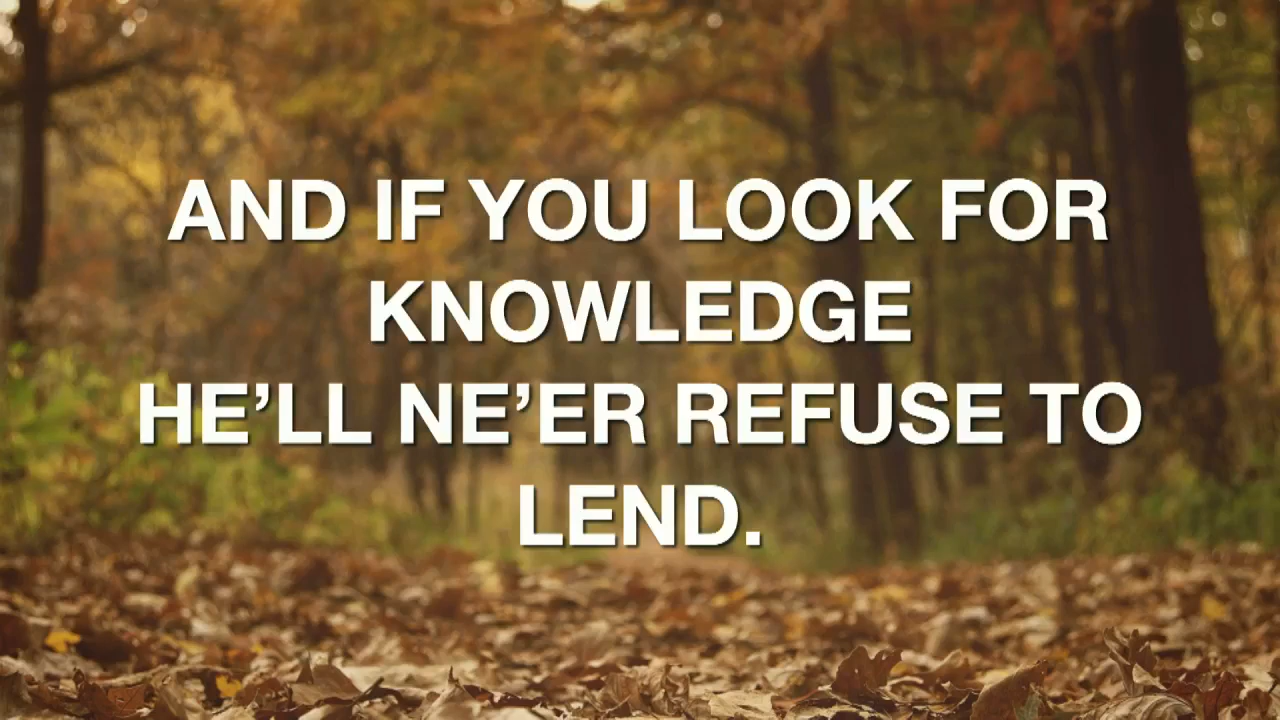 AND IF YOU LOOK FOR
KNOWLEDGE
HE’LL NE’ER REFUSE TO
LEND.